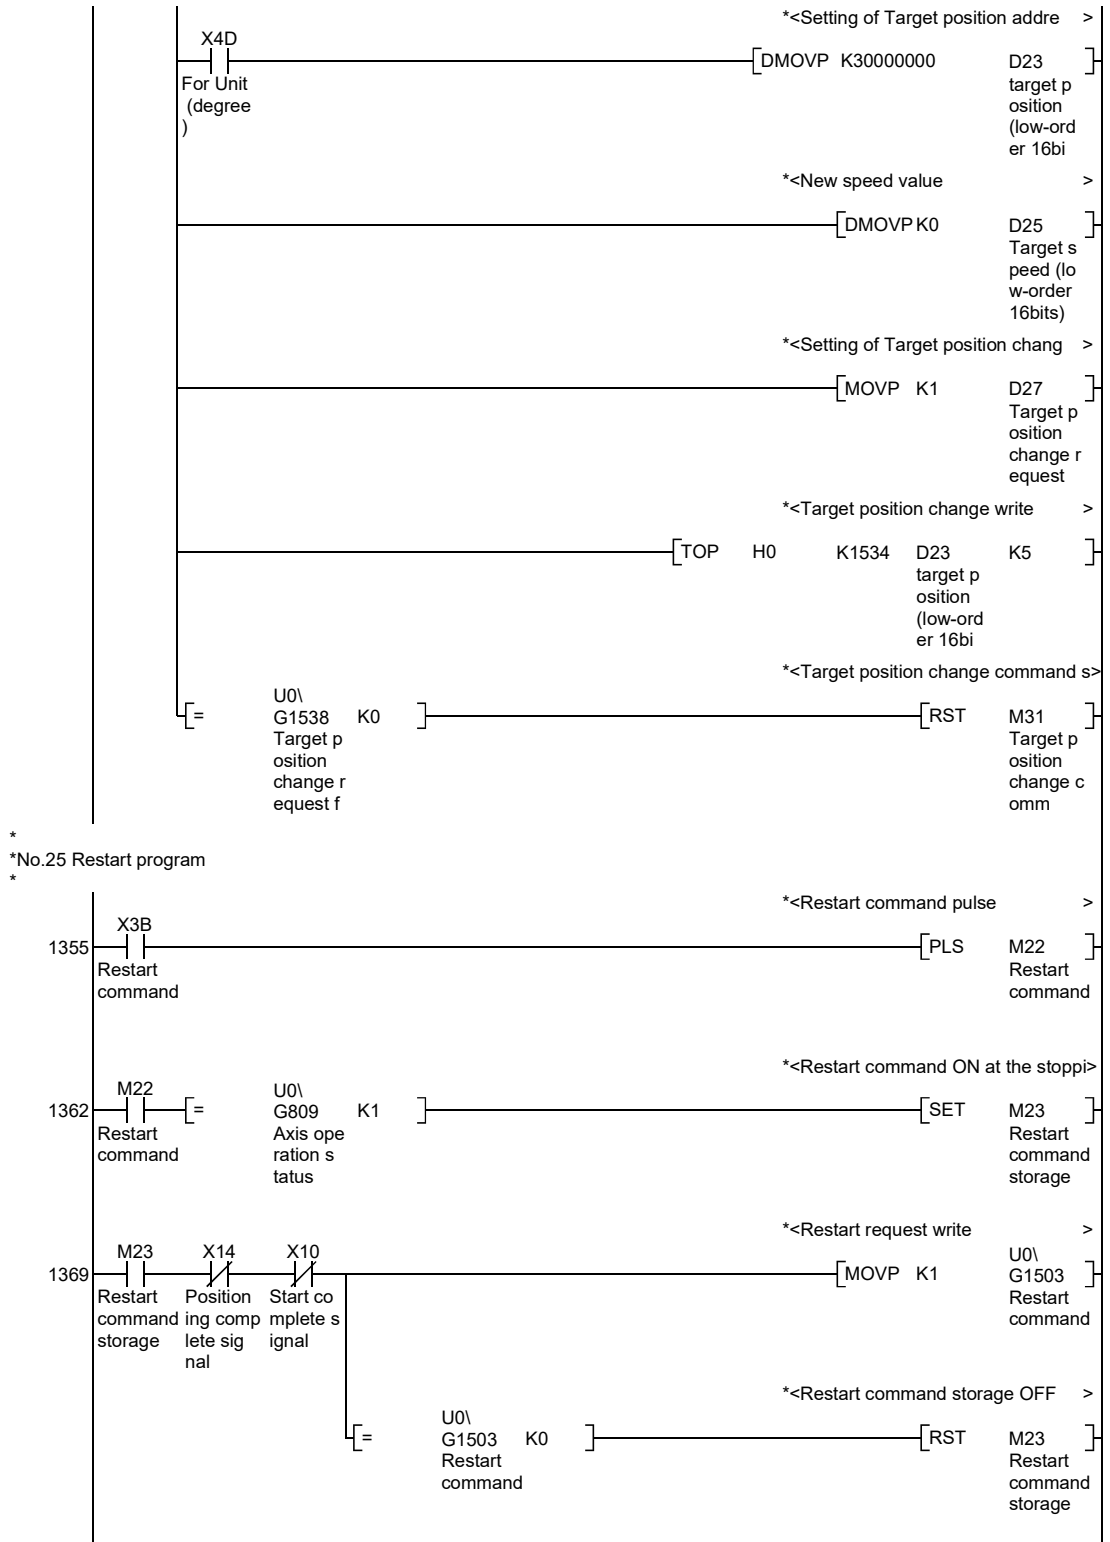 *<Setting of Target position addre >
X4D
DMOVP K30000000 D23
For Unit
(degree
)
target p
osition
(low-ord
er 16bi
*<New speed value >
DMOVP K0 D25
Target s
peed (lo
w-order
16bits)
*<Setting of Target position chang >
MOVP K1 D27
Target p
osition
change r
equest
*<Target position change write >
TOP H0 K1534 D23 K5
target p
osition
(low-ord
er 16bi
*<Target position change command s>
U0\
= G1538 K0 RST M31
Target p
osition
change r
equest f
Target p
osition
change c
omm
*
*No.25 Restart program
*
*<Restart command pulse >
X3B
1355 PLS M22
Restart
command
Restart
command
*<Restart command ON at the stoppi>
M22 U0\
1362 = G809 K1 SET M23
Restart
command
Axis ope
ration s
tatus
Restart
command
storage
*<Restart request write >
M23 X14 X10 U0\
1369 MOVP K1 G1503
Restart
command
storage
Position
ing comp
lete sig
nal
Start co
mplete s
ignal
Restart
command
*<Restart command storage OFF >
U0\
= G1503 K0 RST M23
Restart
command
Restart
command
storage